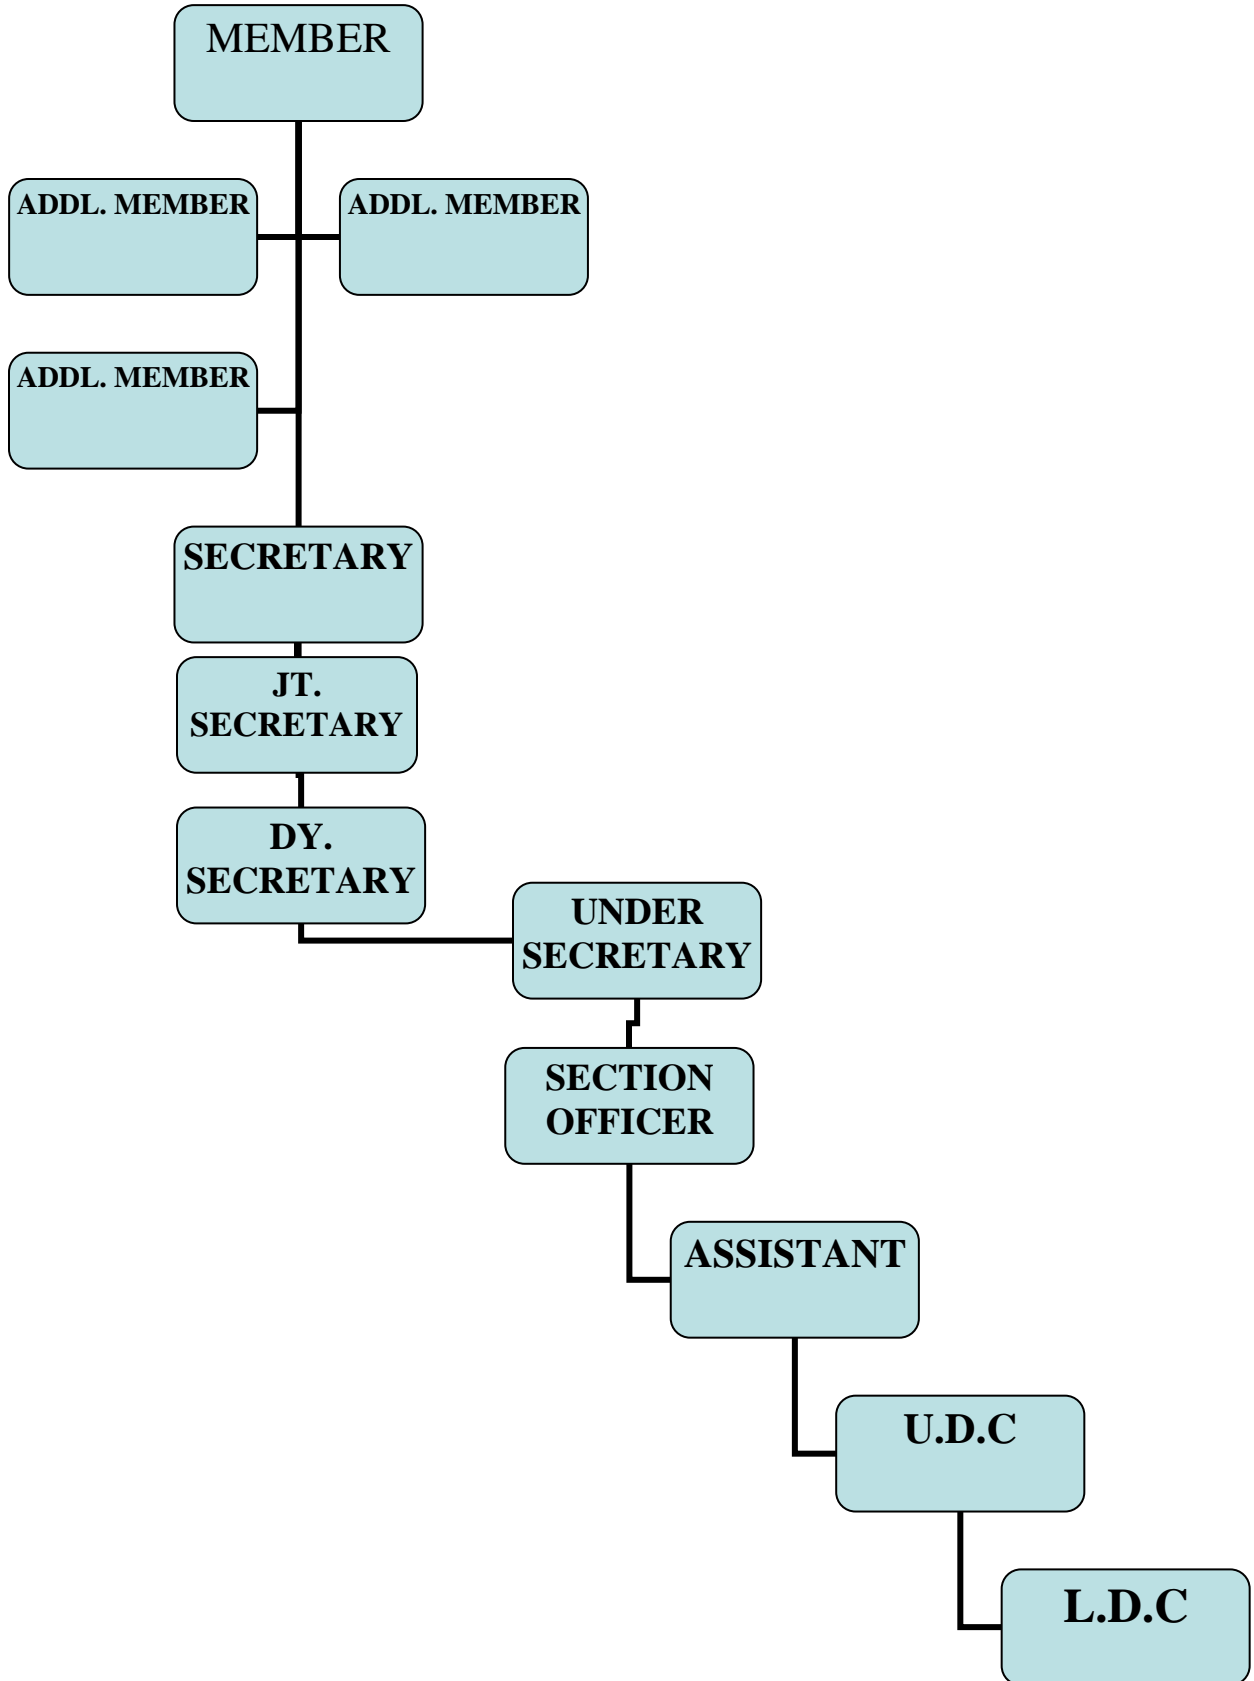 MEMBER
ADDL. MEMBER
ADDL. MEMBER
ADDL. MEMBER
SECRETARY
JT.
SECRETARY
DY.
SECRETARY
UNDER
SECRETARY
SECTION
OFFICER
ASSISTANT
U.D.C
L.D.C